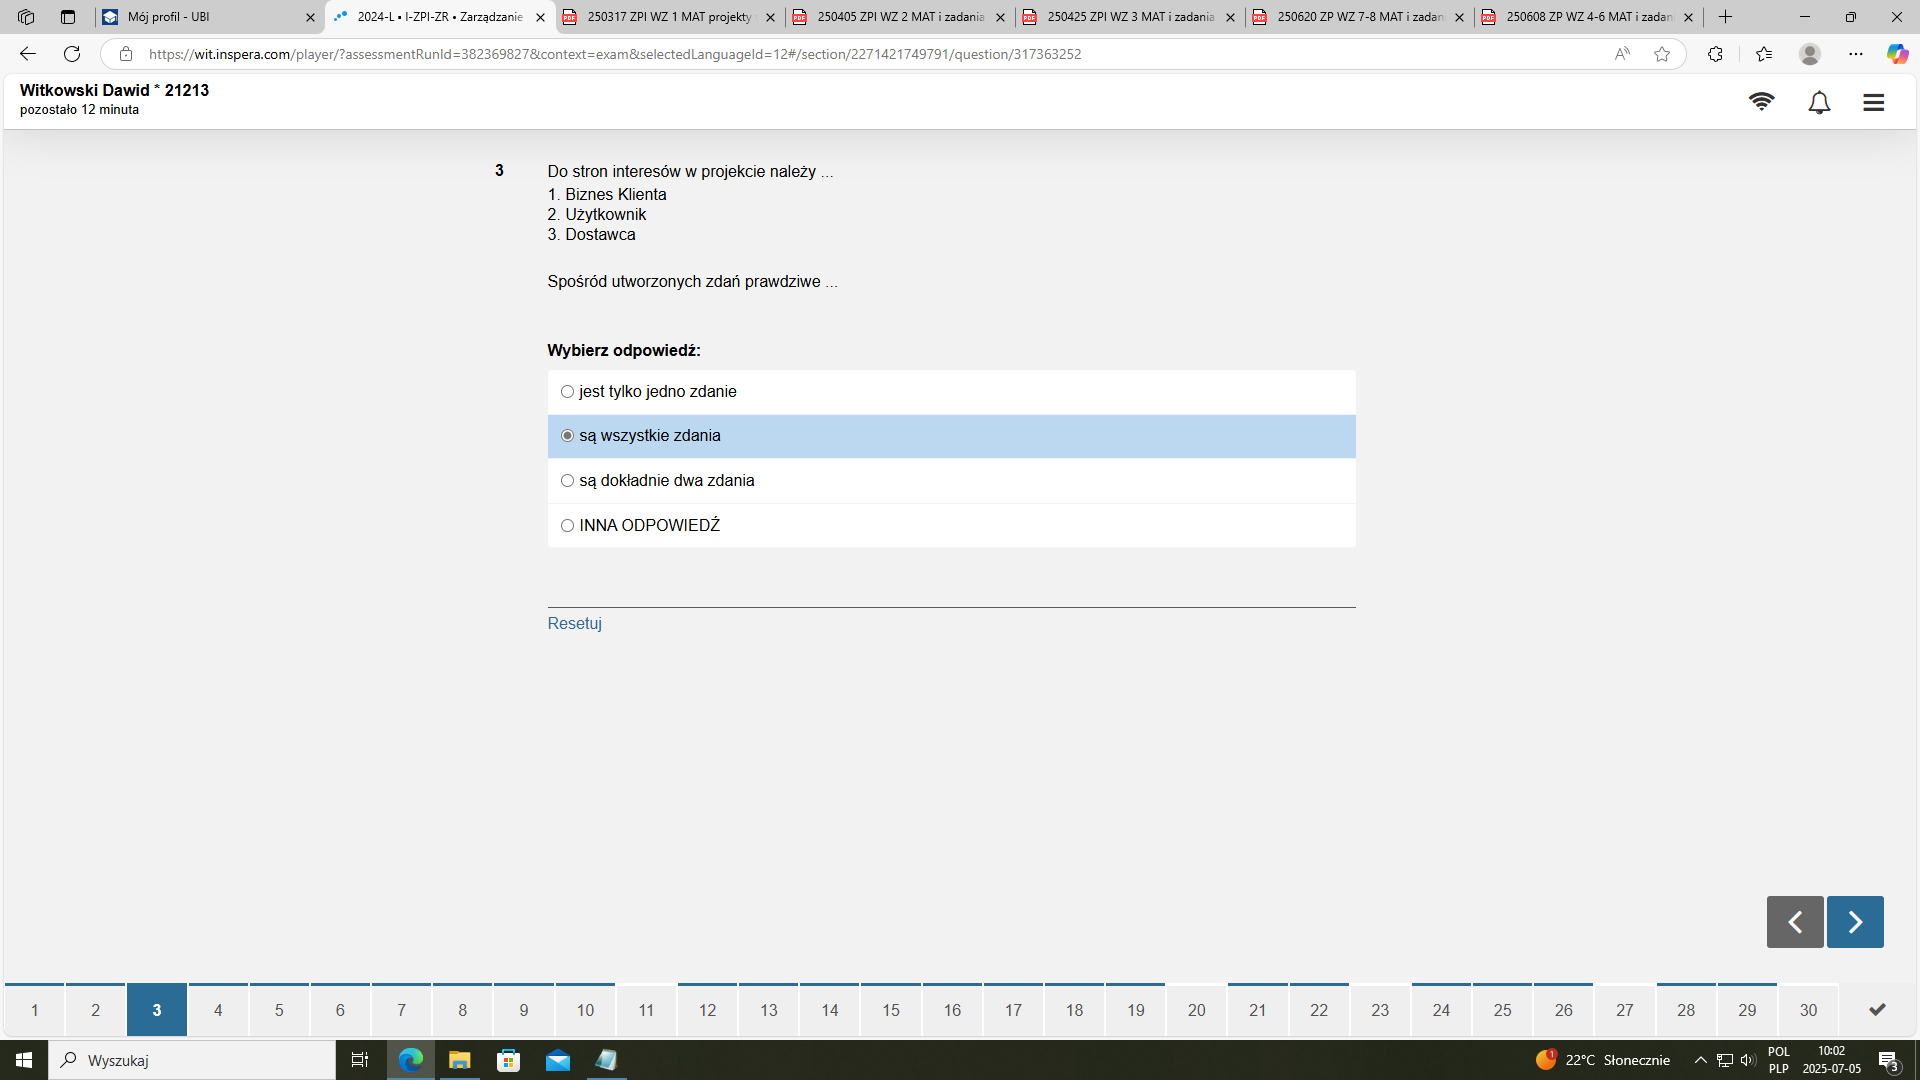 Mój profil - UBI
2024-L • I-ZPI-ZR • Zarządzanie
250317 ZPI WZ 1 MAT projekty
250405 ZPI WZ 2 MAT i zadania
250425 ZPI WZ 3 MAT i zadania
250620 ZP WZ 7-8 MAT i zadan
250608 ZP WZ 4-6 MAT i zadan
https://wit.inspera.com/player/?assessmentRunId=382369827&context=exam&selectedLanguageId=12#/section/2271421749791/question/317363252
Witkowski Dawid * 21213
pozostało 12 minuta
3
Do stron interesów w projekcie należy ...
1. Biznes Klienta
2. Użytkownik
3. Dostawca
Spośród utworzonych zdań prawdziwe ...
Wybierz odpowiedź:
jest tylko jedno zdanie
są wszystkie zdania
są dokładnie dwa zdania
INNA ODPOWIEDŹ
Resetuj
1 2 3 4 5 6 7 8 9 10 11 12 13 14 15 16 17 18 19 20 21 22 23 24 25 26 27 28 29 30
Wyszukaj
1
22°C Słonecznie
POL
PLP
10:02
2025-07-05
3